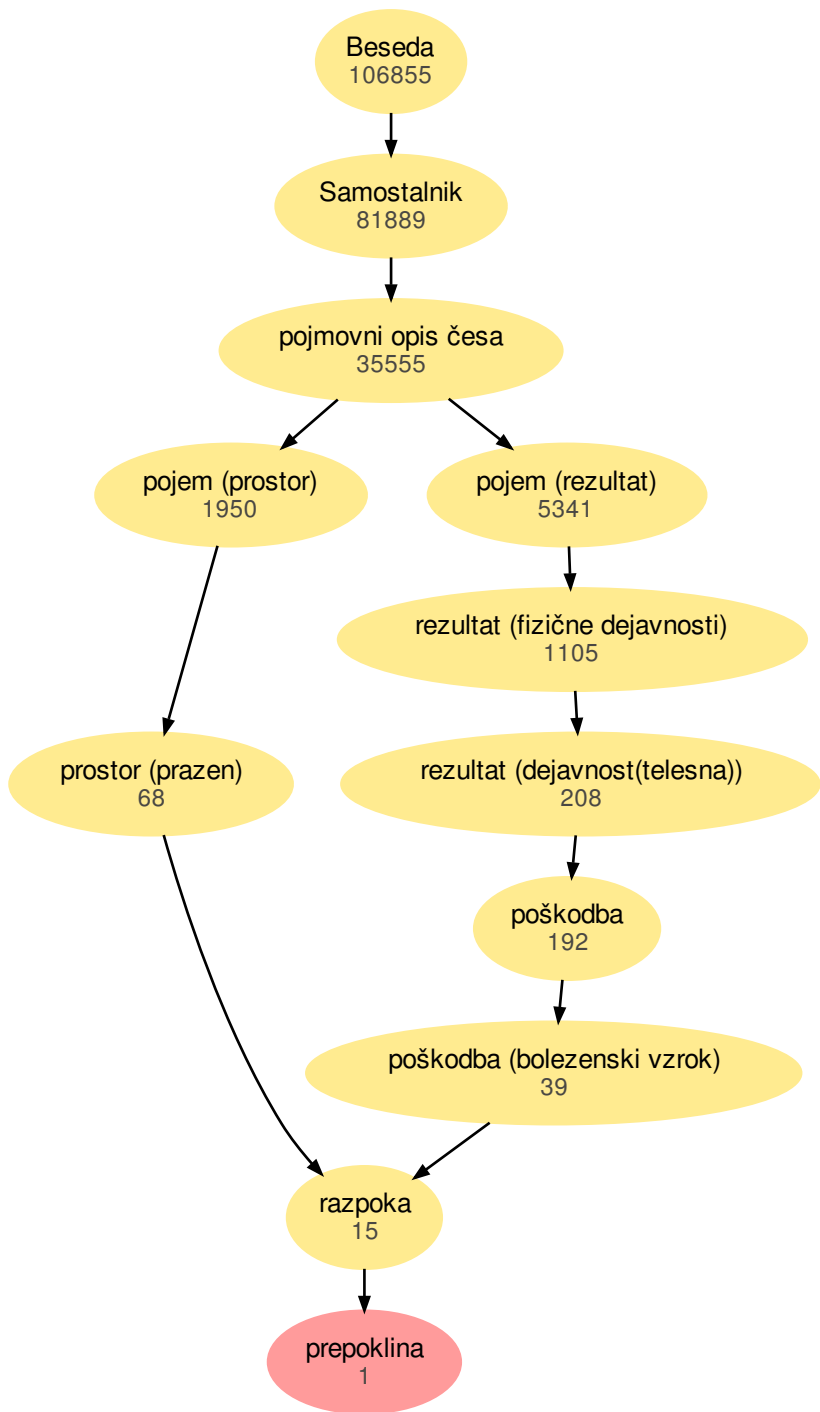 Beseda
106855
Samostalnik
81889
pojmovni opis česa
35555
pojem (prostor)
1950
pojem (rezultat)
5341
rezultat (fizične dejavnosti)
1105
prostor (prazen)
68
rezultat (dejavnost(telesna))
208
poškodba
192
poškodba (bolezenski vzrok)
39
razpoka
15
prepoklina
1